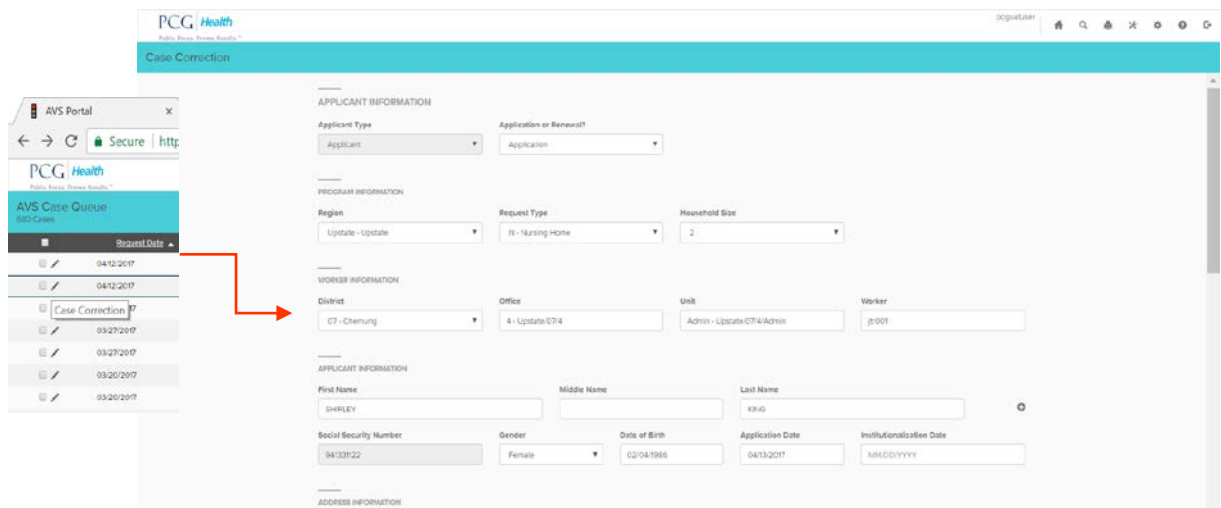 PCG Health
Public Focus. Proven Results.™
pcguatuser
Case Correction
APPLICANT INFORMATION
Applicant Type
Application or Renewal?
Applicant
Application
PROGRAM INFORMATION
Region
Request Type
Household Size
Upstate - Upstate
N - Nursing Home
2
WORKER INFORMATION
District
Office
Unit
Worker
07 - Chemung
4 - Upstate/07/4
Admin - Upstate/07/4/Admin
APPLICANT INFORMATION
First Name
Middle Name
Last Name
SHIRLEY
KING
Social Security Number
Gender
Date of Birth
Application Date
Institutionalization Date
941331122
Female
02/04/1986
04/13/2017
MM/DD/YYYY
ADDRESS INFORMATION
AVS Portal
Secure
http
PCG Health
Public Focus. Proven Results.™
AVS Case Queue
Cases
Request Date
04/12/2017
04/12/2017
Case Correction
03/27/2017
03/27/2017
03/20/2017
03/20/2017